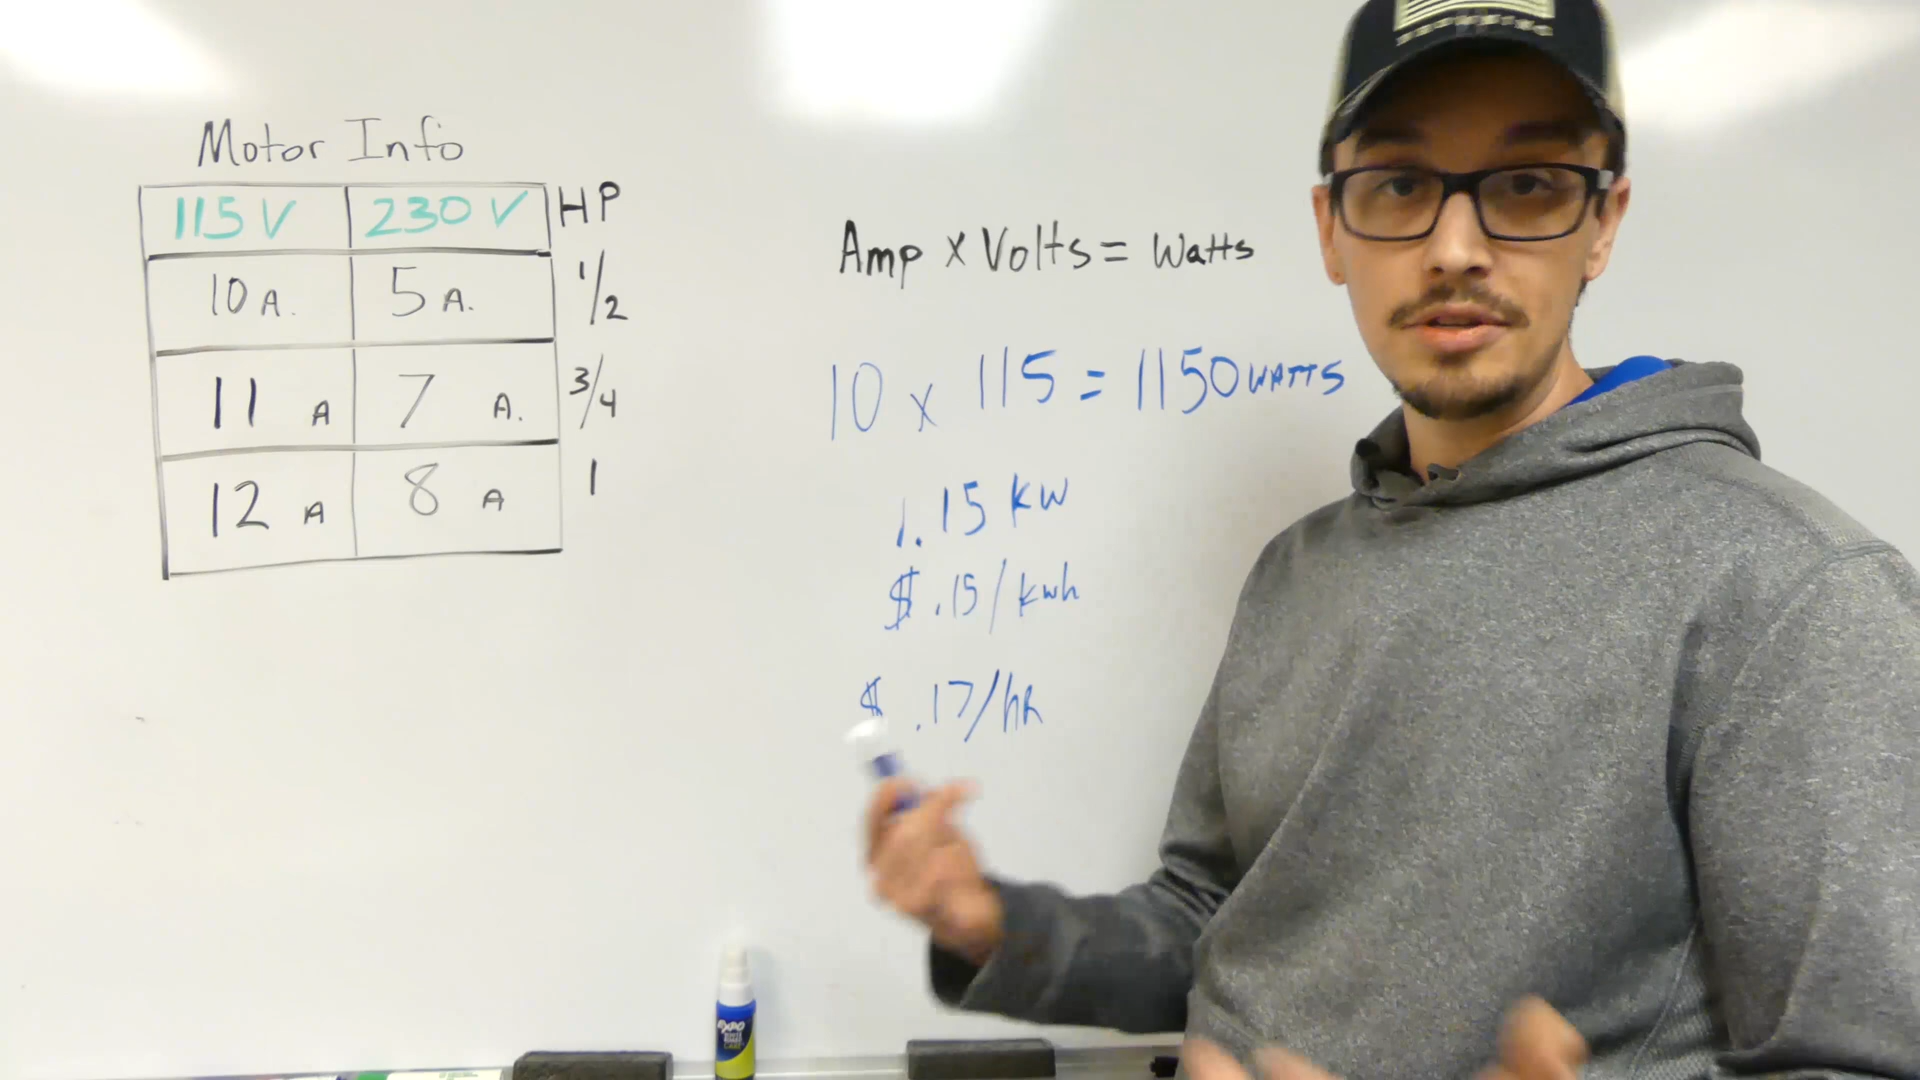 Motor Info
115 V 230 V HP
10 A. 5 A. 1/2
11 A 7 A. 3/4
12 A 8 A 1
Amp x Volts = Watts
10 x 115 = 1150 WATTS
1.15 KW
$ .15/kwh
$ .17/hR
EXPO